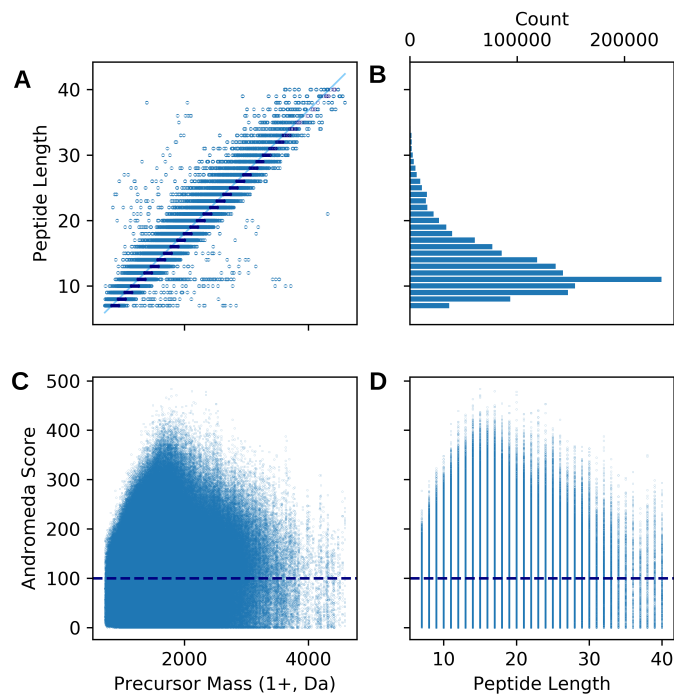 Count
0 100000 200000
A
B
40
30
20
10
Peptide Length
C
D
500
400
300
200
100
0
Andromeda Score
2000 4000
10 20 30 40
Precursor Mass (1+, Da)
Peptide Length